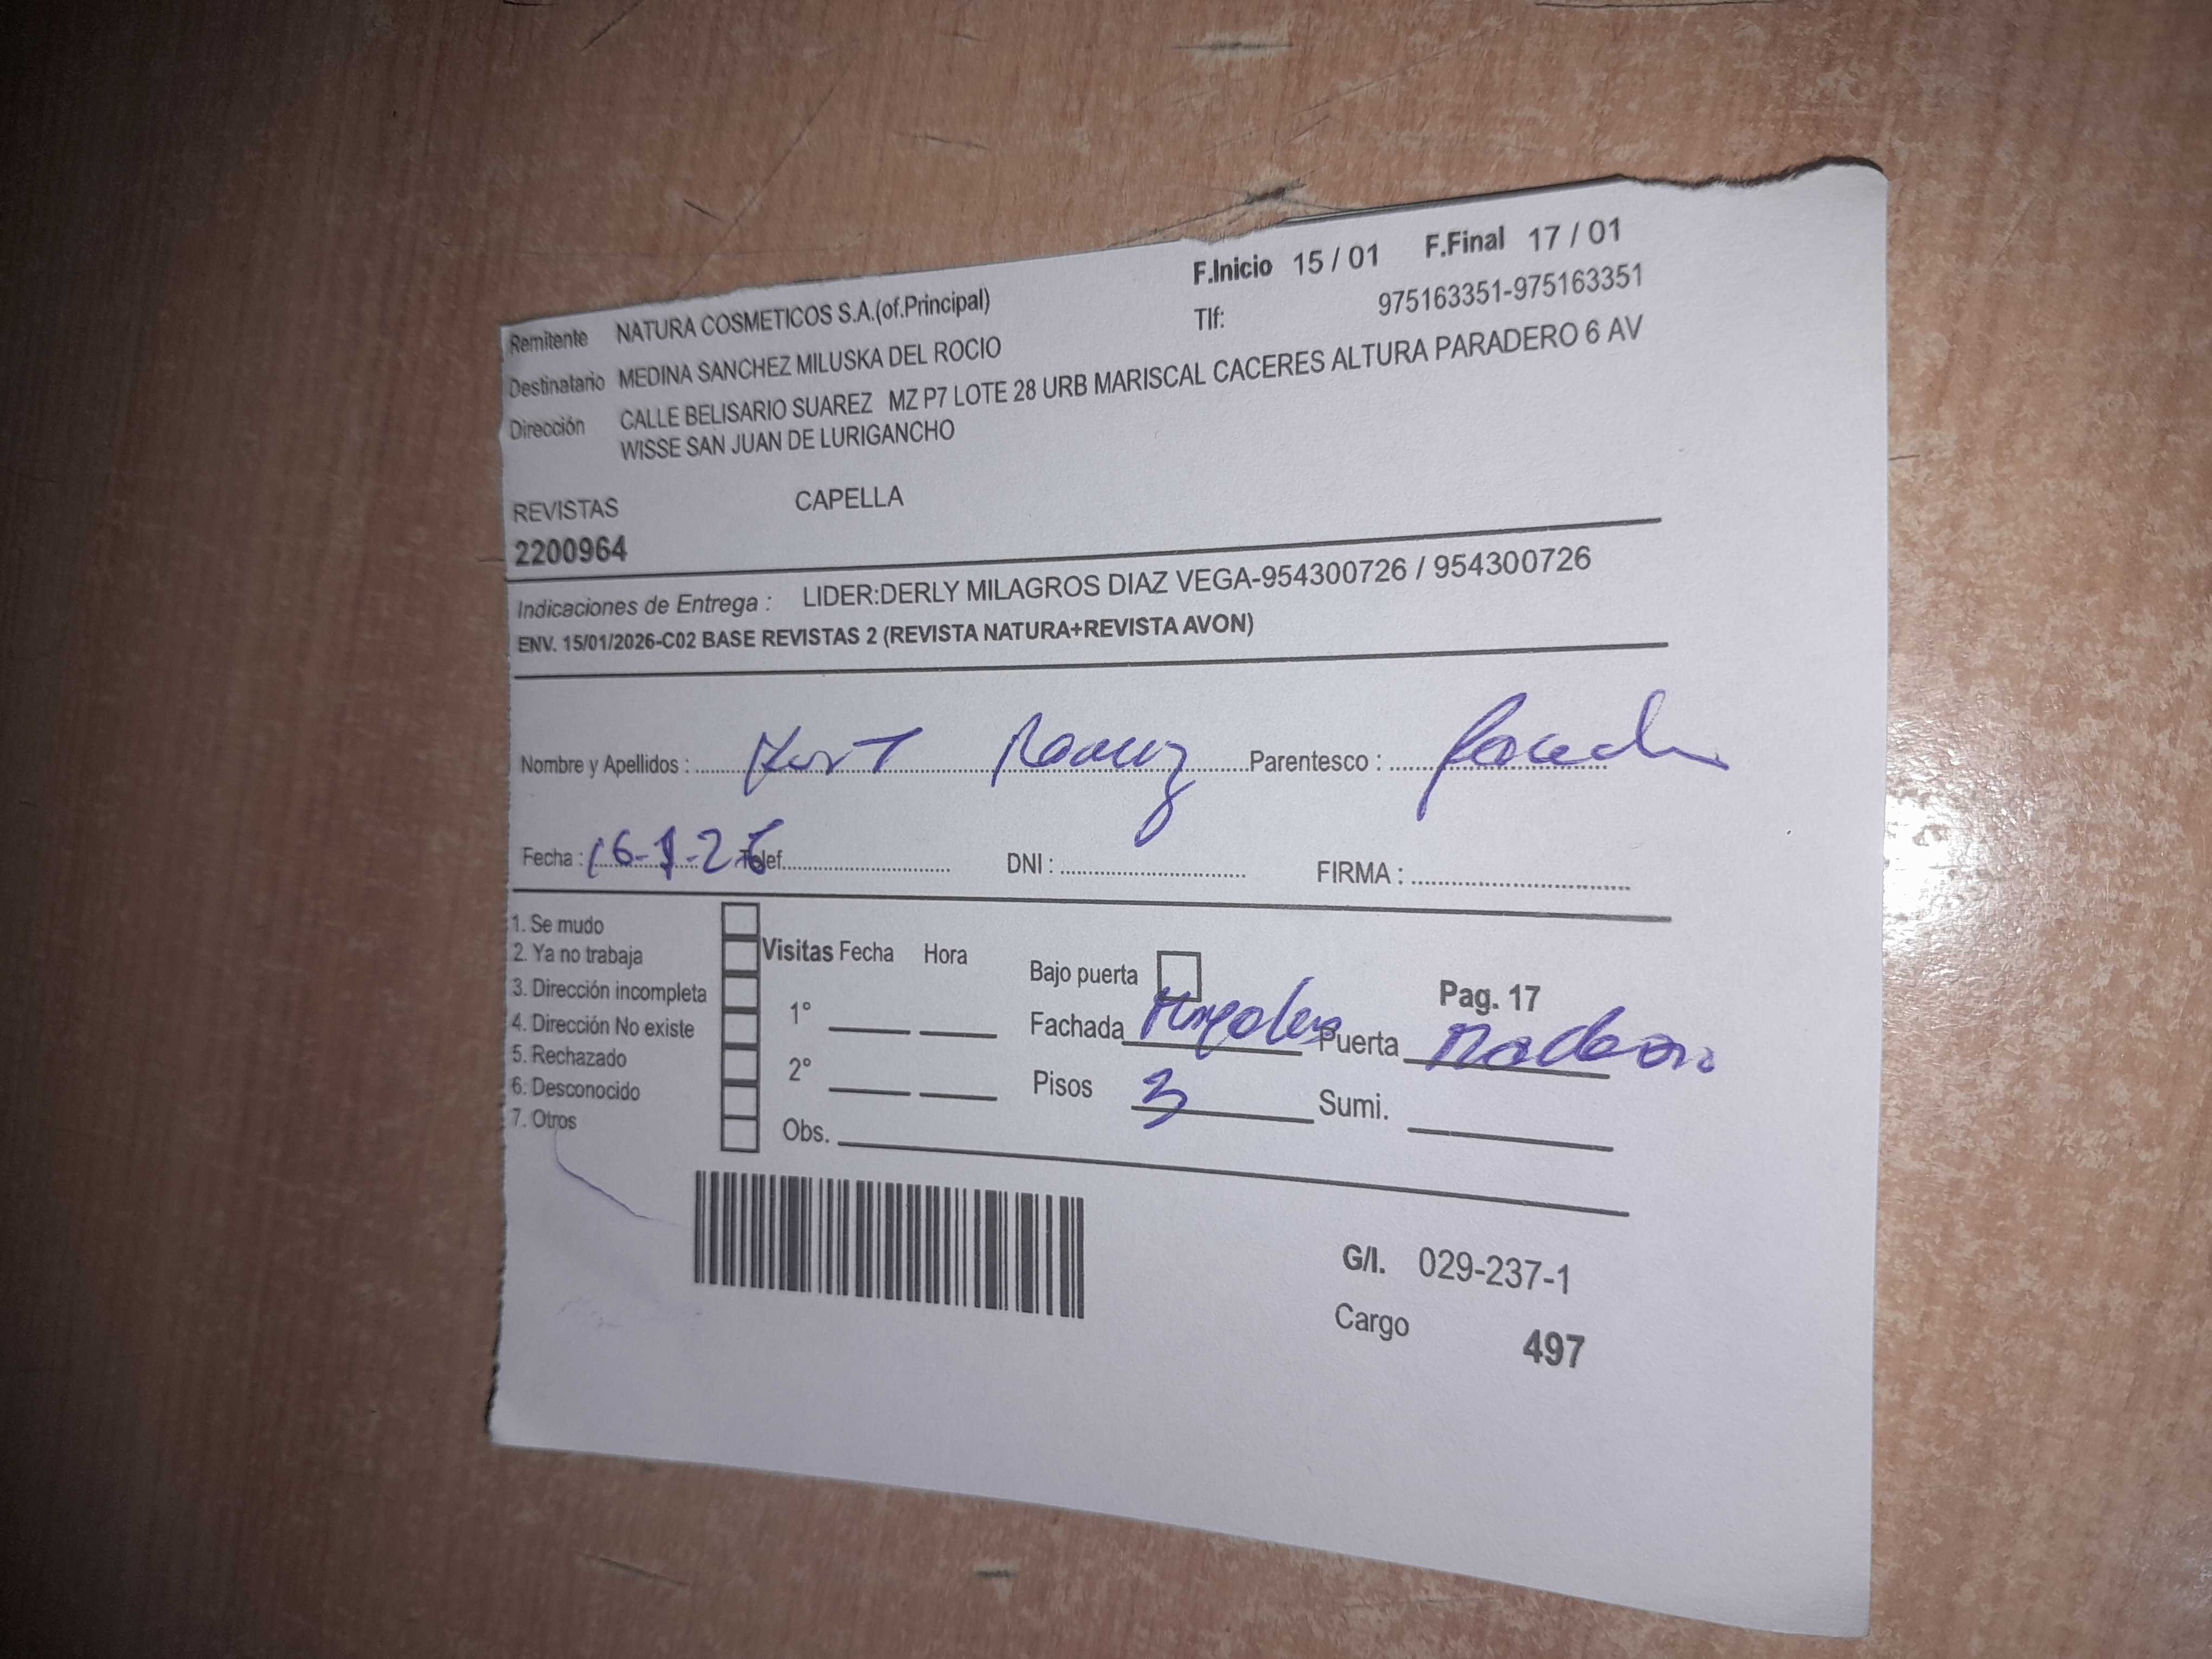 F.Inicio 15 / 01 F.Final 17 / 01
Remitente NATURA COSMETICOS S.A.(of.Principal) Tlf: 975163351-975163351
Destinatario MEDINA SANCHEZ MILUSKA DEL ROCIO
Dirección CALLE BELISARIO SUAREZ MZ P7 LOTE 28 URB MARISCAL CACERES ALTURA PARADERO 6 AV
WISSE SAN JUAN DE LURIGANCHO
REVISTAS CAPELLA
2200964
Indicaciones de Entrega : LIDER:DERLY MILAGROS DIAZ VEGA-954300726 / 954300726
ENV. 15/01/2026-C02 BASE REVISTAS 2 (REVISTA NATURA+REVISTA AVON)
Nombre y Apellidos : Parentesco :
Fecha : 16-1-26 Telef. DNI : FIRMA :
1. Se mudo
2. Ya no trabaja
3. Dirección incompleta
4. Dirección No existe
5. Rechazado
6. Desconocido
7. Otros
Visitas Fecha Hora
1°
2°
Obs.
Bajo puerta Pag. 17
Fachada Puerta
Pisos 3 Sumi.
G/I. 029-237-1
Cargo 497